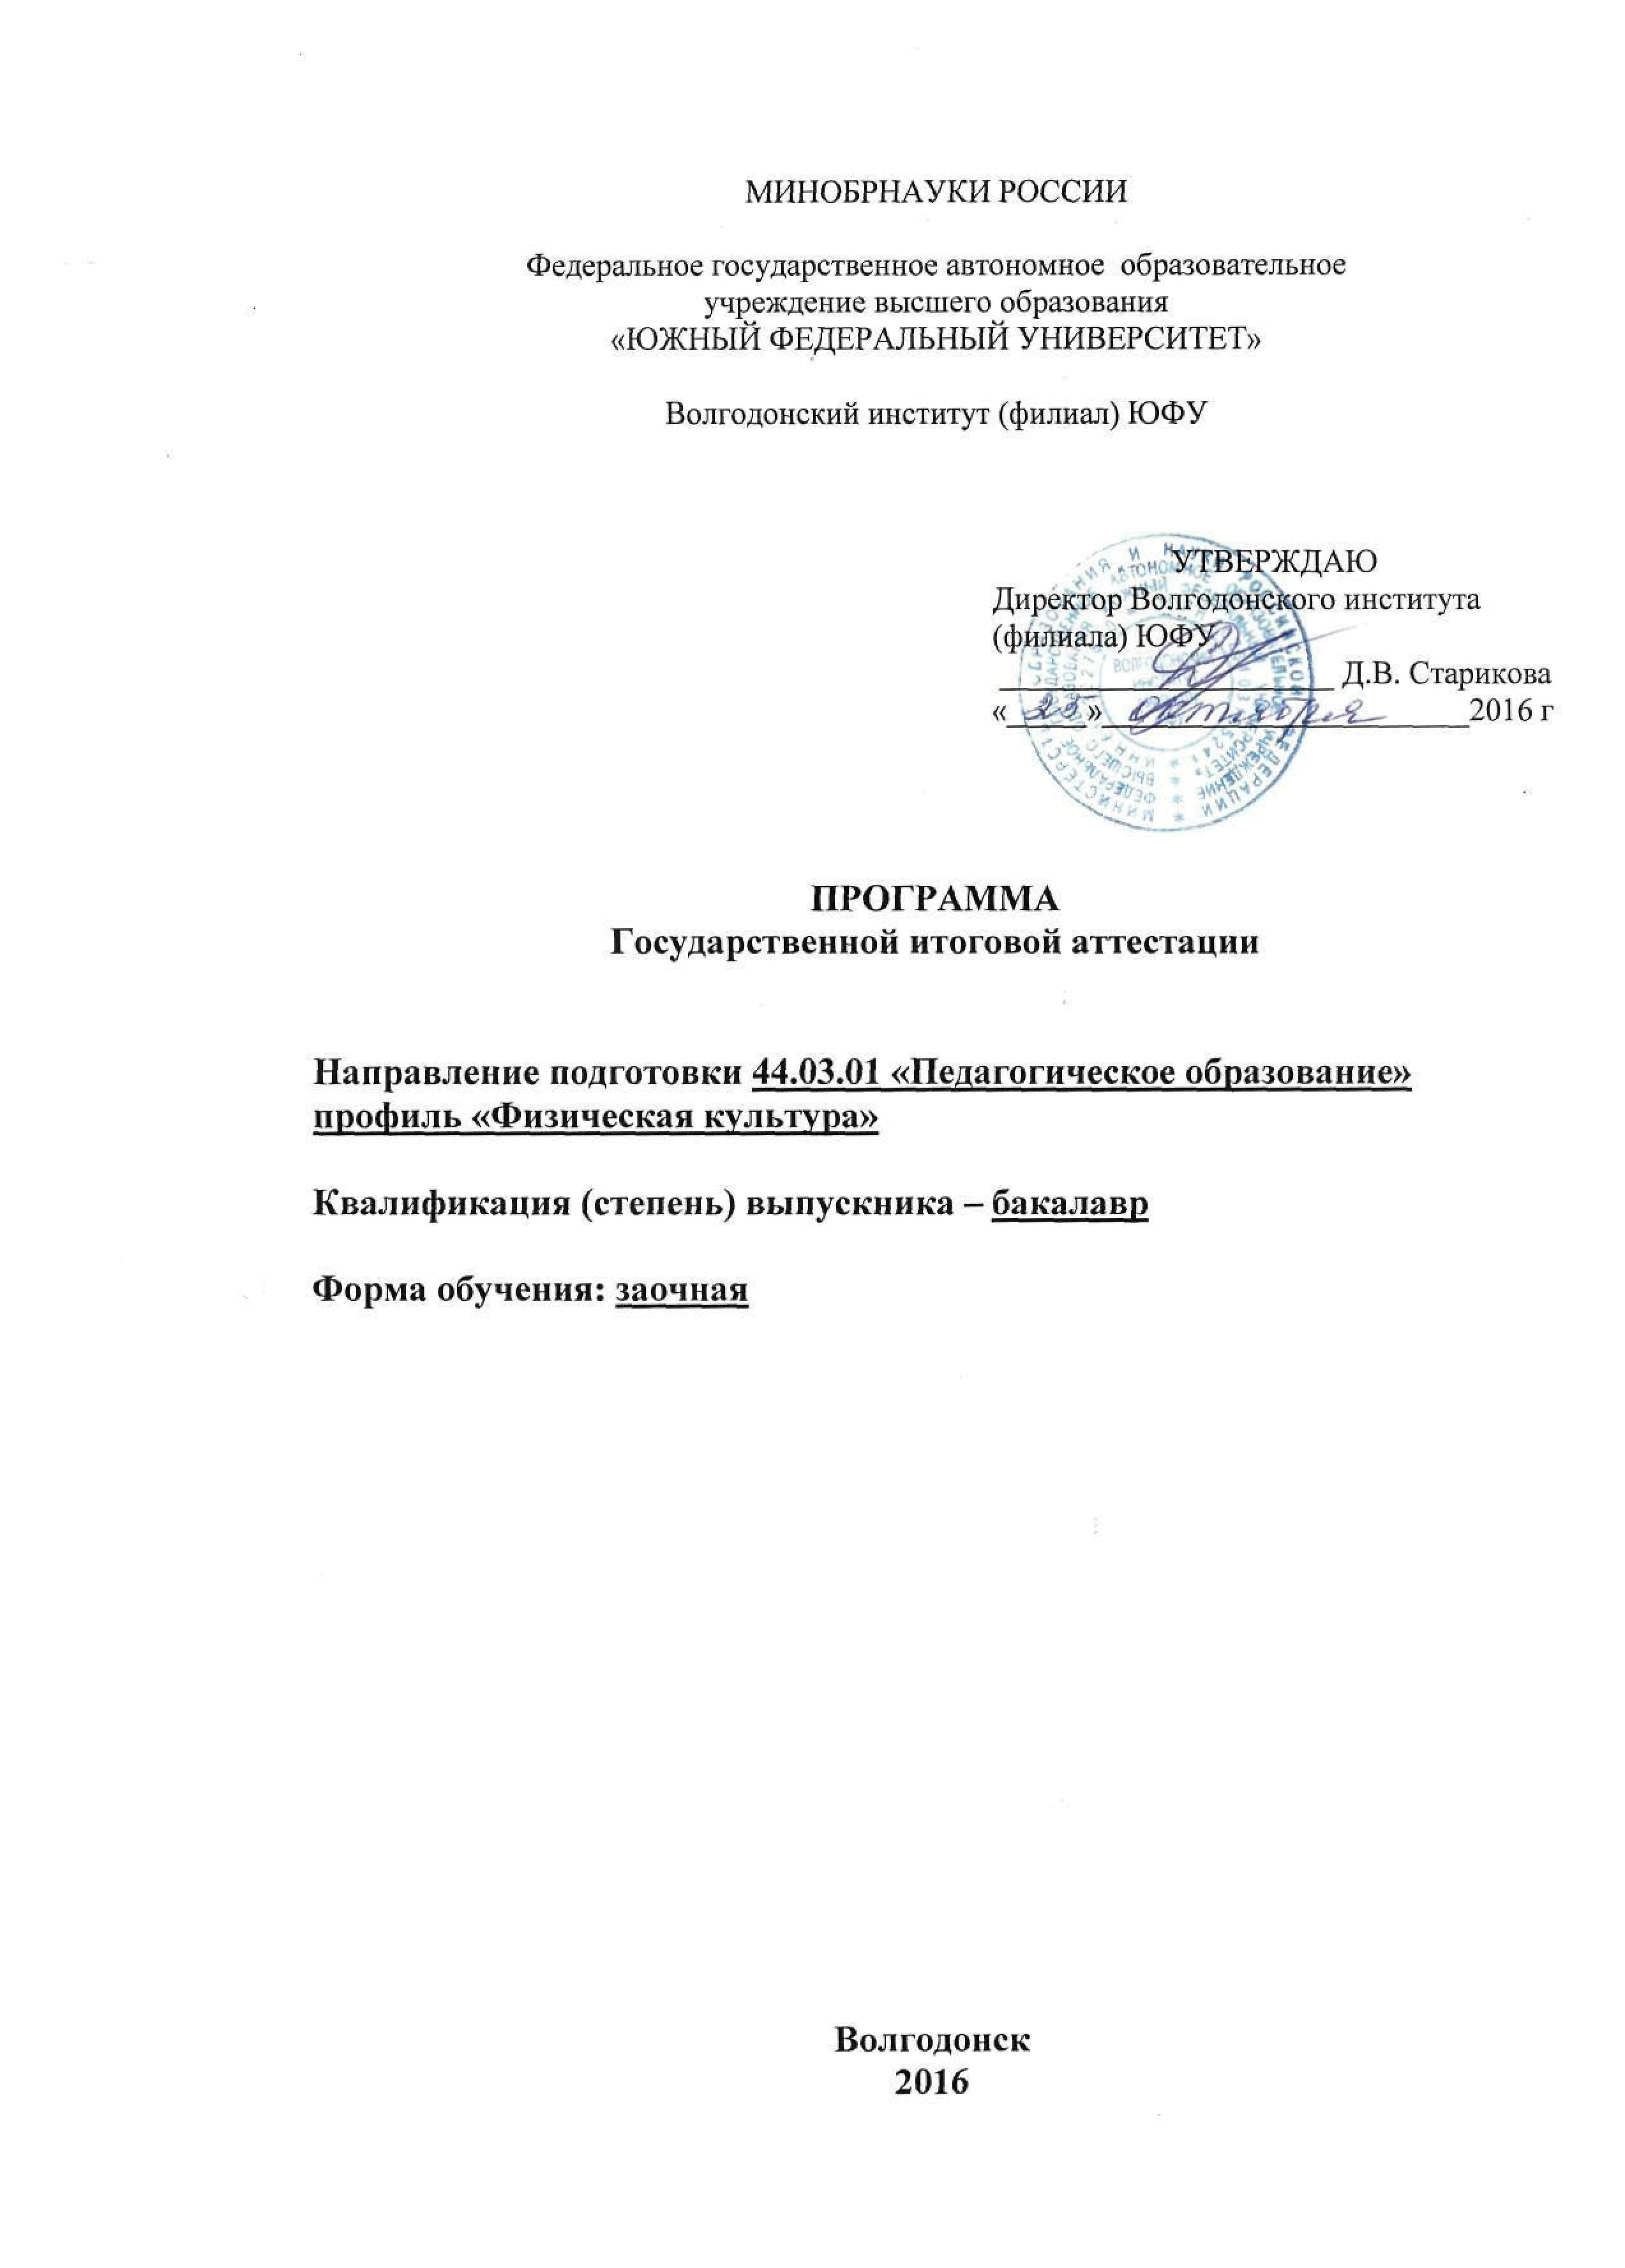 МИНОБРНАУКИ РОССИИ
Федеральное государственное автономное образовательное
учреждение высшего образования
«ЮЖНЫЙ ФЕДЕРАЛЬНЫЙ УНИВЕРСИТЕТ»
Волгодонский институт (филиал) ЮФУ
УТВЕРЖДАЮ
Директор Волгодонского института
(филиала) ЮФУ
Д.В. Старикова
« » октября 2016 г
ПРОГРАММА
Государственной итоговой аттестации
Направление подготовки 44.03.01 «Педагогическое образование»
профиль «Физическая культура»
Квалификация (степень) выпускника – бакалавр
Форма обучения: заочная
Волгодонск
2016